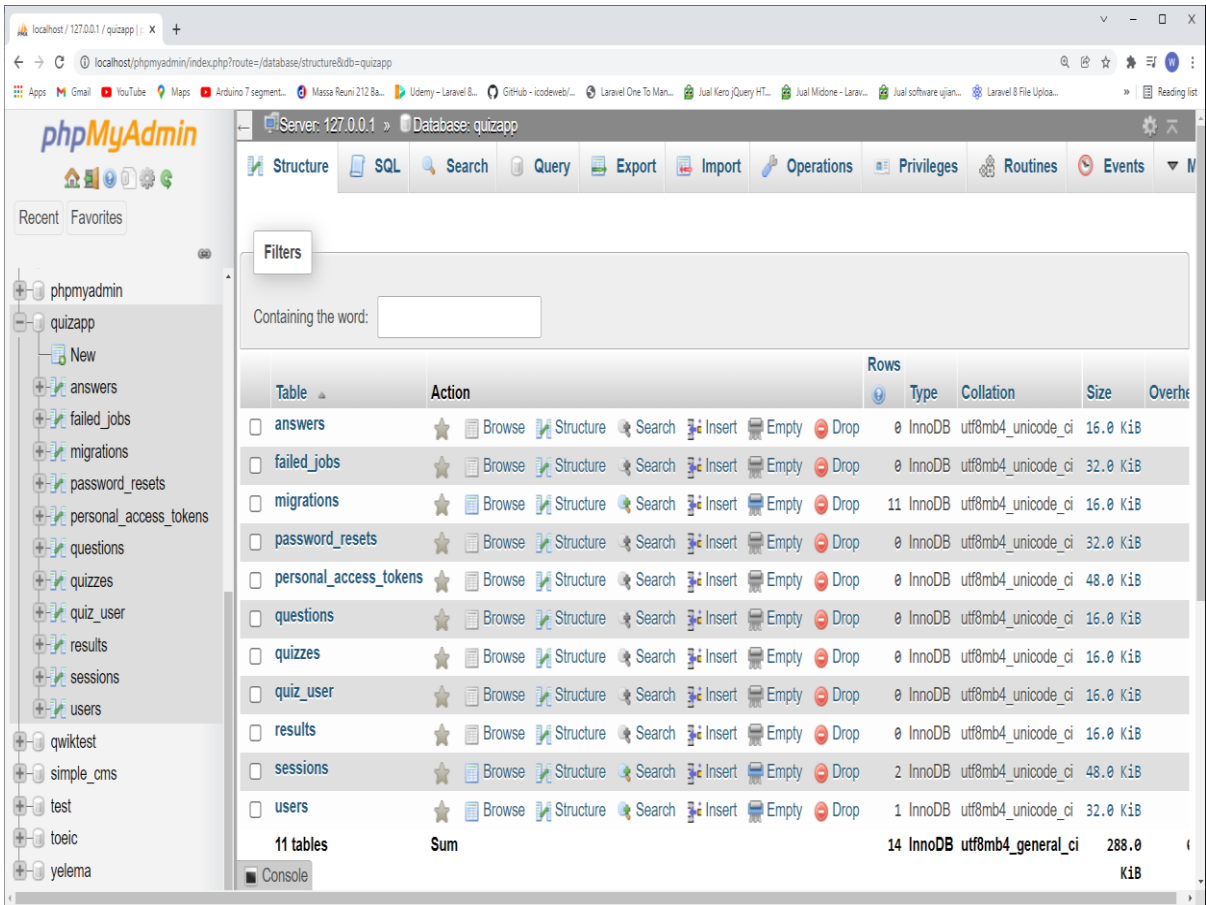 localhost / 127.0.0.1 / quizapp | p
localhost/phpmyadmin/index.php?route=/database/structure&db=quizapp
W
Apps Gmail YouTube Maps Arduino 7 segment... Massa Reuni 212 Ba... Udemy – Laravel 8... GitHub - icodeweb/... Laravel One To Man... Jual Kero jQuery HT... Jual Midone - Larav... Jual software ujian... Laravel 8 File Uploa... » Reading list
phpMyAdmin
Recent Favorites
phpmyadmin
quizapp
New
answers
failed_jobs
migrations
password_resets
personal_access_tokens
questions
quizzes
quiz_user
results
sessions
users
qwiktest
simple_cms
test
toeic
yelema
Server: 127.0.0.1 » Database: quizapp
Structure SQL Search Query Export Import Operations Privileges Routines Events M
Filters
Containing the word:
Table Action Rows Type Collation Size Overhe
answers Browse Structure Search Insert Empty Drop 0 InnoDB utf8mb4_unicode_ci 16.0 KiB
failed_jobs Browse Structure Search Insert Empty Drop 0 InnoDB utf8mb4_unicode_ci 32.0 KiB
migrations Browse Structure Search Insert Empty Drop 11 InnoDB utf8mb4_unicode_ci 16.0 KiB
password_resets Browse Structure Search Insert Empty Drop 0 InnoDB utf8mb4_unicode_ci 32.0 KiB
personal_access_tokens Browse Structure Search Insert Empty Drop 0 InnoDB utf8mb4_unicode_ci 48.0 KiB
questions Browse Structure Search Insert Empty Drop 0 InnoDB utf8mb4_unicode_ci 16.0 KiB
quizzes Browse Structure Search Insert Empty Drop 0 InnoDB utf8mb4_unicode_ci 16.0 KiB
quiz_user Browse Structure Search Insert Empty Drop 0 InnoDB utf8mb4_unicode_ci 16.0 KiB
results Browse Structure Search Insert Empty Drop 0 InnoDB utf8mb4_unicode_ci 16.0 KiB
sessions Browse Structure Search Insert Empty Drop 2 InnoDB utf8mb4_unicode_ci 48.0 KiB
users Browse Structure Search Insert Empty Drop 1 InnoDB utf8mb4_unicode_ci 32.0 KiB
11 tables Sum 14 InnoDB utf8mb4_general_ci 288.0
KiB
Console